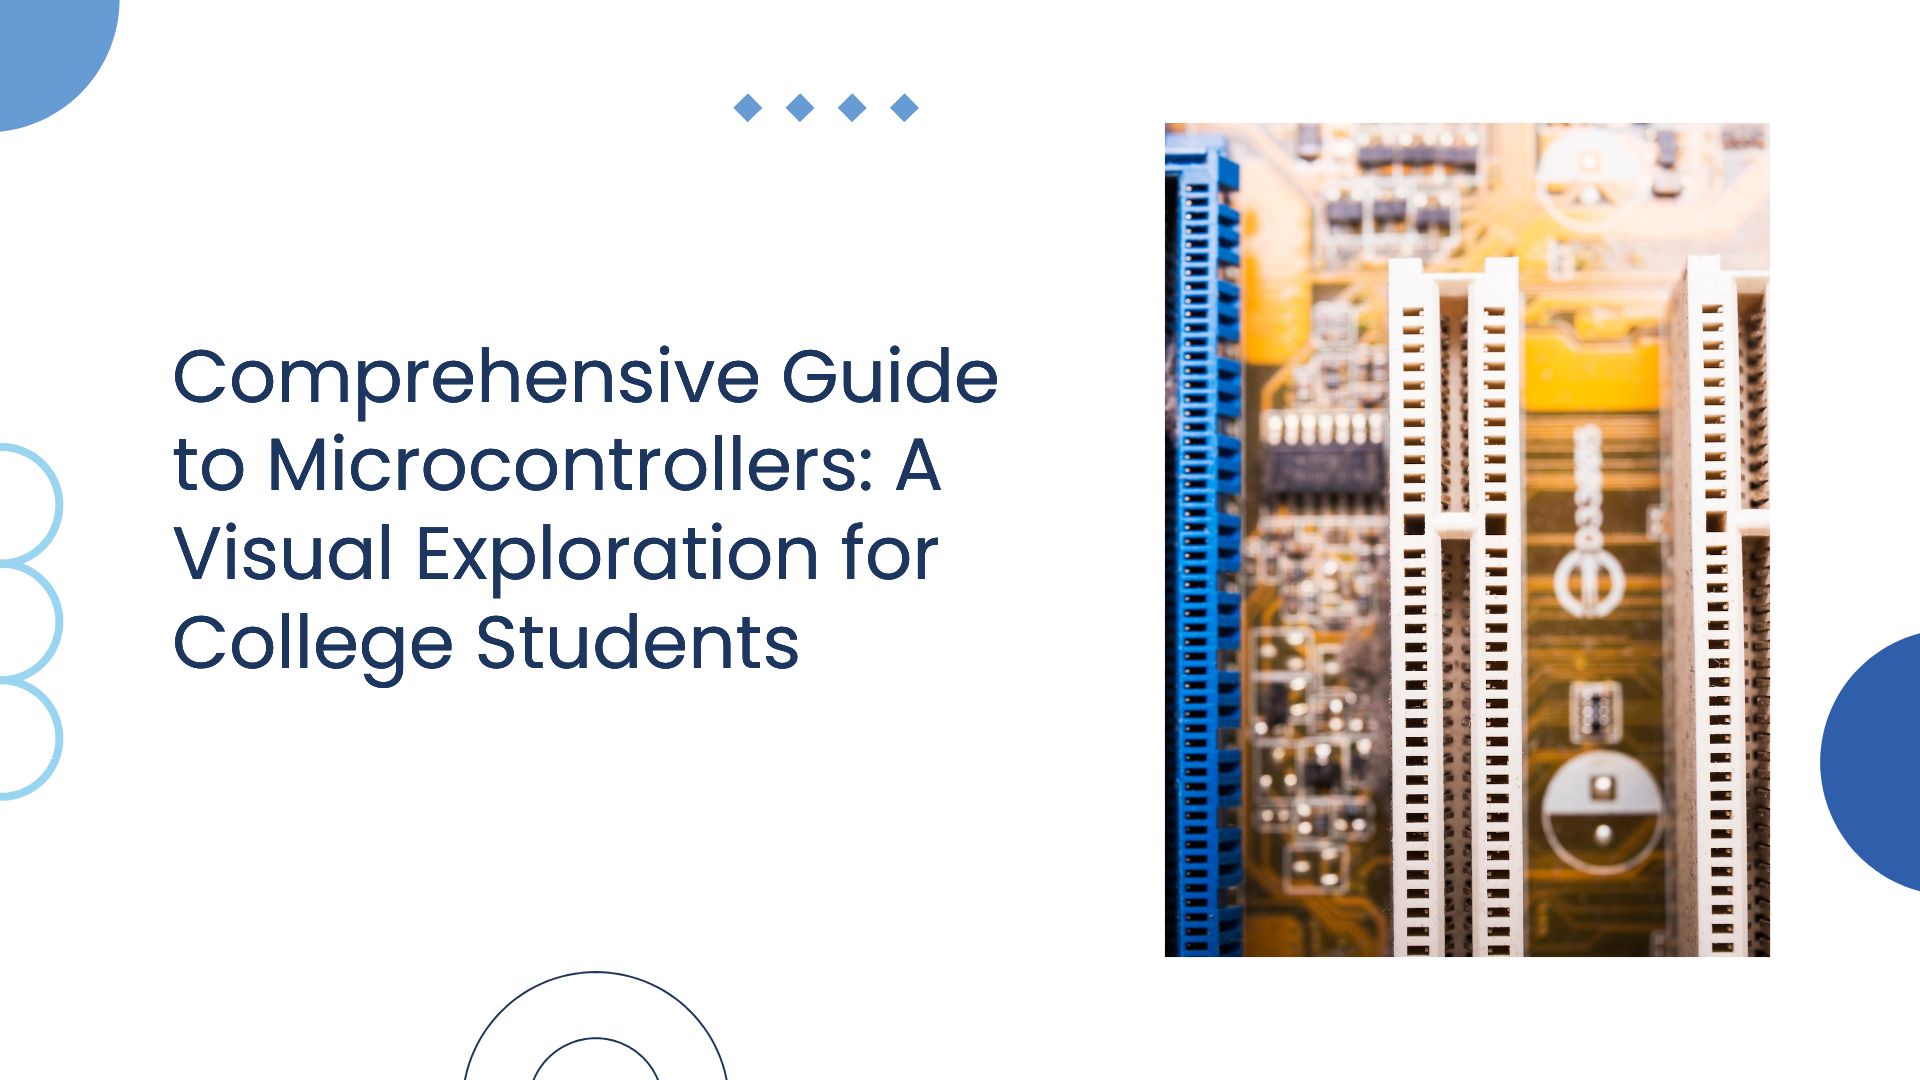 Comprehensive Guide
to Microcontrollers: A
Visual Exploration for
College Students